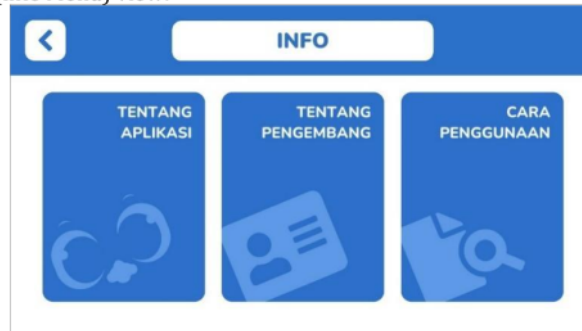 INFO
TENTANG
APLIKASI
TENTANG
PENGEMBANG
CARA
PENGGUNAAN